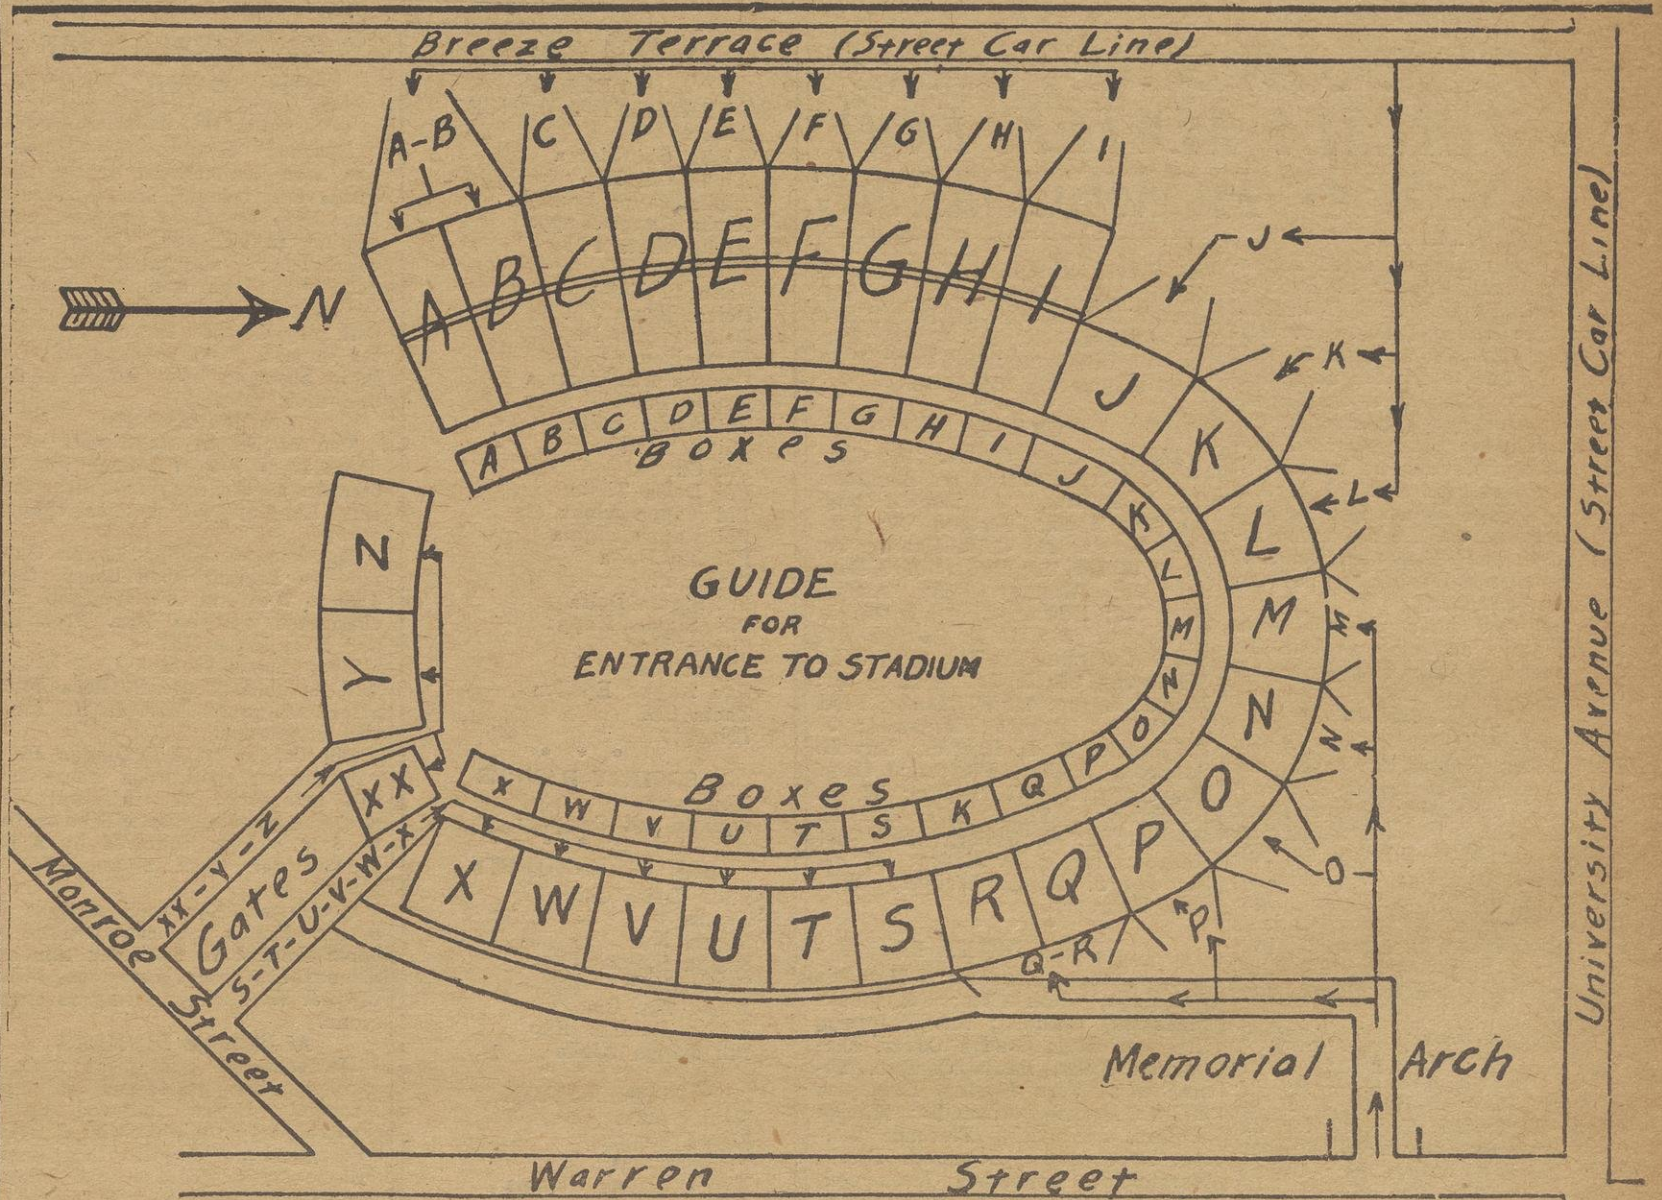 Breeze Terrace (Street Car Line)
A-B C D E F G H I
A B C D E F G H I
J
K
L
M
N
O
P
Q-R
N
J
K
L
M
N
O
P
Q
R
S
T
U
V
W
X
A B C D E F G H I J K L M N O P Q K S T U V W X
Boxes
Z
Y
XX
GUIDE
FOR
ENTRANCE TO STADIUM
Boxes
XX-Y-Z
Gates
S-T-U-V-W-X
Monroe Street
Memorial Arch
Warren Street
University Avenue (Street Car Line)